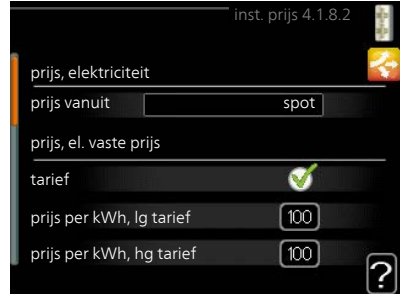 inst. prijs 4.1.8.2
prijs, elektriciteit
prijs vanuit spot
prijs, el. vaste prijs
tarief
prijs per kWh, lg tarief 100
prijs per kWh, hg tarief 100
?